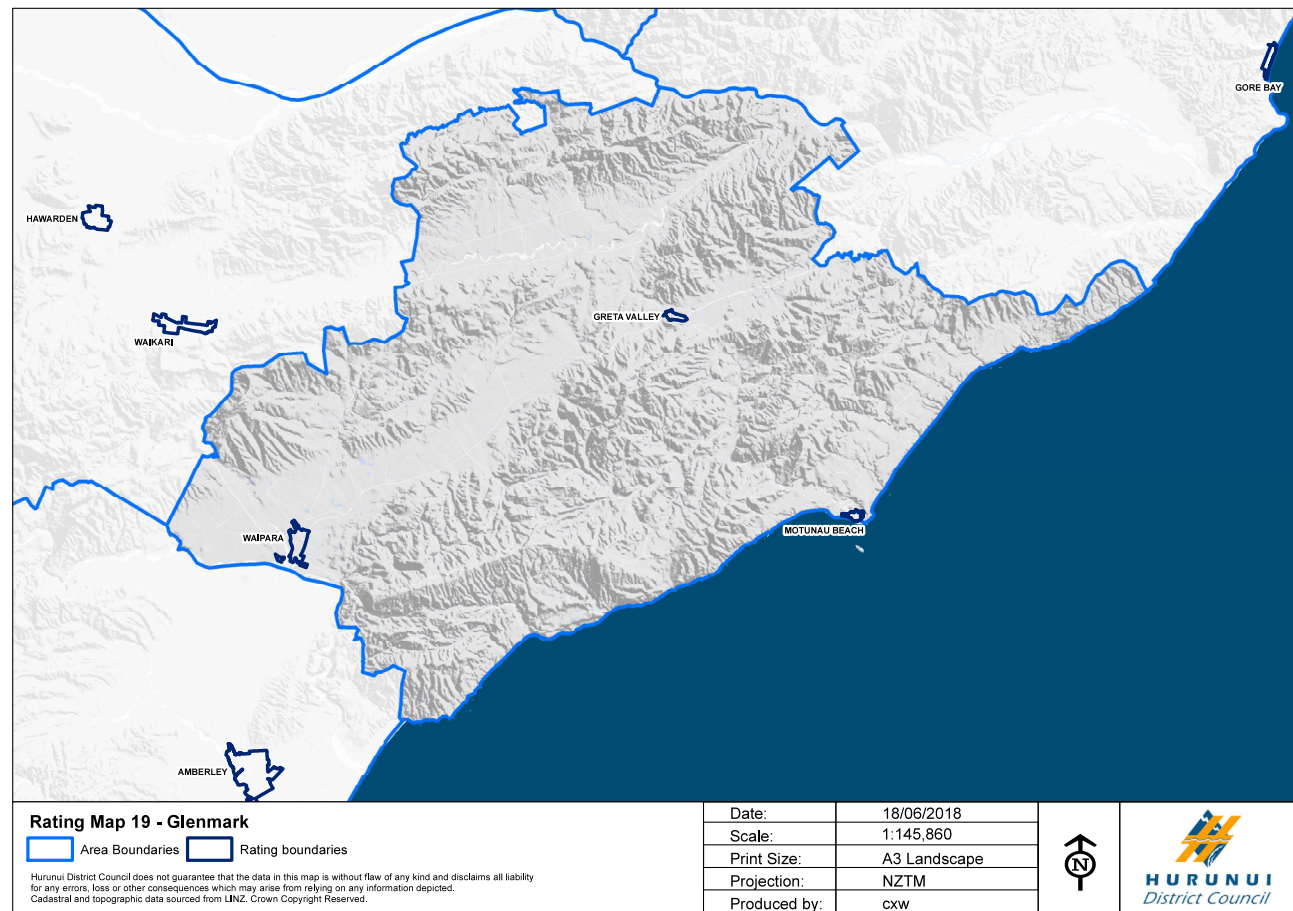 GORE BAY
HAWARDEN
GRETA VALLEY
WAIKARI
MOTUNAU BEACH
WAIPARA
AMBERLEY
Rating Map 19 - Glenmark
Area Boundaries Rating boundaries
Hurunui District Council does not guarantee that the data in this map is without flaw of any kind and disclaims all liability
for any errors, loss or other consequences which may arise from relying on any information depicted.
Cadastral and topographic data sourced from LINZ. Crown Copyright Reserved.
Date: 18/06/2018
Scale: 1:145,860
Print Size: A3 Landscape
Projection: NZTM
Produced by: cxw
N
HURUNUI
District Council